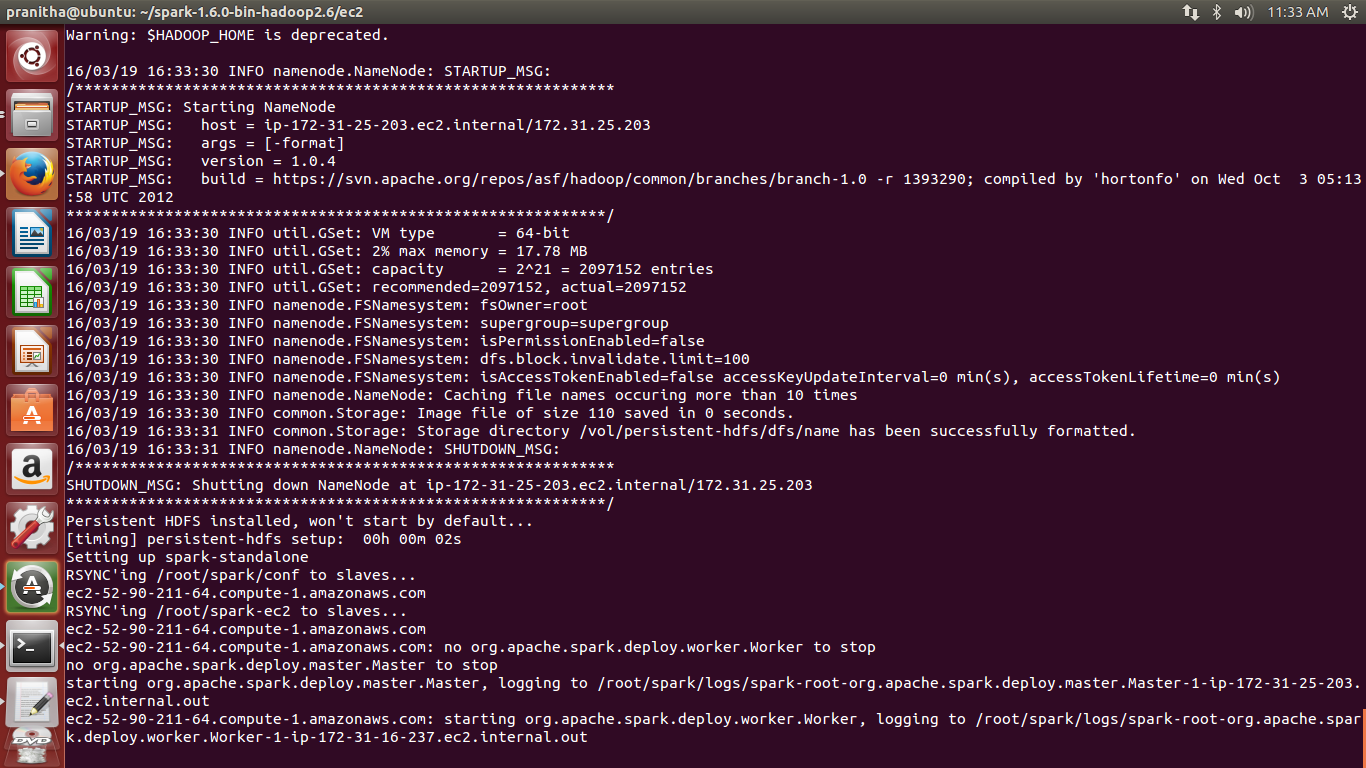 pranitha@ubuntu: ~/spark-1.6.0-bin-hadoop2.6/ec2
11:33 AM
Warning: $HADOOP_HOME is deprecated.
16/03/19 16:33:30 INFO namenode.NameNode: STARTUP_MSG:
/************************************************************
STARTUP_MSG: Starting NameNode
STARTUP_MSG:   host = ip-172-31-25-203.ec2.internal/172.31.25.203
STARTUP_MSG:   args = [-format]
STARTUP_MSG:   version = 1.0.4
STARTUP_MSG:   build = https://svn.apache.org/repos/asf/hadoop/common/branches/branch-1.0 -r 1393290; compiled by 'hortonfo' on Wed Oct  3 05:13
:58 UTC 2012
************************************************************/
16/03/19 16:33:30 INFO util.GSet: VM type       = 64-bit
16/03/19 16:33:30 INFO util.GSet: 2% max memory = 17.78 MB
16/03/19 16:33:30 INFO util.GSet: capacity      = 2^21 = 2097152 entries
16/03/19 16:33:30 INFO util.GSet: recommended=2097152, actual=2097152
16/03/19 16:33:30 INFO namenode.FSNamesystem: fsOwner=root
16/03/19 16:33:30 INFO namenode.FSNamesystem: supergroup=supergroup
16/03/19 16:33:30 INFO namenode.FSNamesystem: isPermissionEnabled=false
16/03/19 16:33:30 INFO namenode.FSNamesystem: dfs.block.invalidate.limit=100
16/03/19 16:33:30 INFO namenode.FSNamesystem: isAccessTokenEnabled=false accessKeyUpdateInterval=0 min(s), accessTokenLifetime=0 min(s)
16/03/19 16:33:30 INFO namenode.NameNode: Caching file names occuring more than 10 times
16/03/19 16:33:30 INFO common.Storage: Image file of size 110 saved in 0 seconds.
16/03/19 16:33:31 INFO common.Storage: Storage directory /vol/persistent-hdfs/dfs/name has been successfully formatted.
16/03/19 16:33:31 INFO namenode.NameNode: SHUTDOWN_MSG:
/************************************************************
SHUTDOWN_MSG: Shutting down NameNode at ip-172-31-25-203.ec2.internal/172.31.25.203
************************************************************/
Persistent HDFS installed, won't start by default...
[timing] persistent-hdfs setup:  00h 00m 02s
Setting up spark-standalone
RSYNC'ing /root/spark/conf to slaves...
ec2-52-90-211-64.compute-1.amazonaws.com
RSYNC'ing /root/spark-ec2 to slaves...
ec2-52-90-211-64.compute-1.amazonaws.com
ec2-52-90-211-64.compute-1.amazonaws.com: no org.apache.spark.deploy.worker.Worker to stop
no org.apache.spark.deploy.master.Master to stop
starting org.apache.spark.deploy.master.Master, logging to /root/spark/logs/spark-root-org.apache.spark.deploy.master.Master-1-ip-172-31-25-203.
ec2.internal.out
ec2-52-90-211-64.compute-1.amazonaws.com: starting org.apache.spark.deploy.worker.Worker, logging to /root/spark/logs/spark-root-org.apache.spar
k.deploy.worker.Worker-1-ip-172-31-16-237.ec2.internal.out
DVD